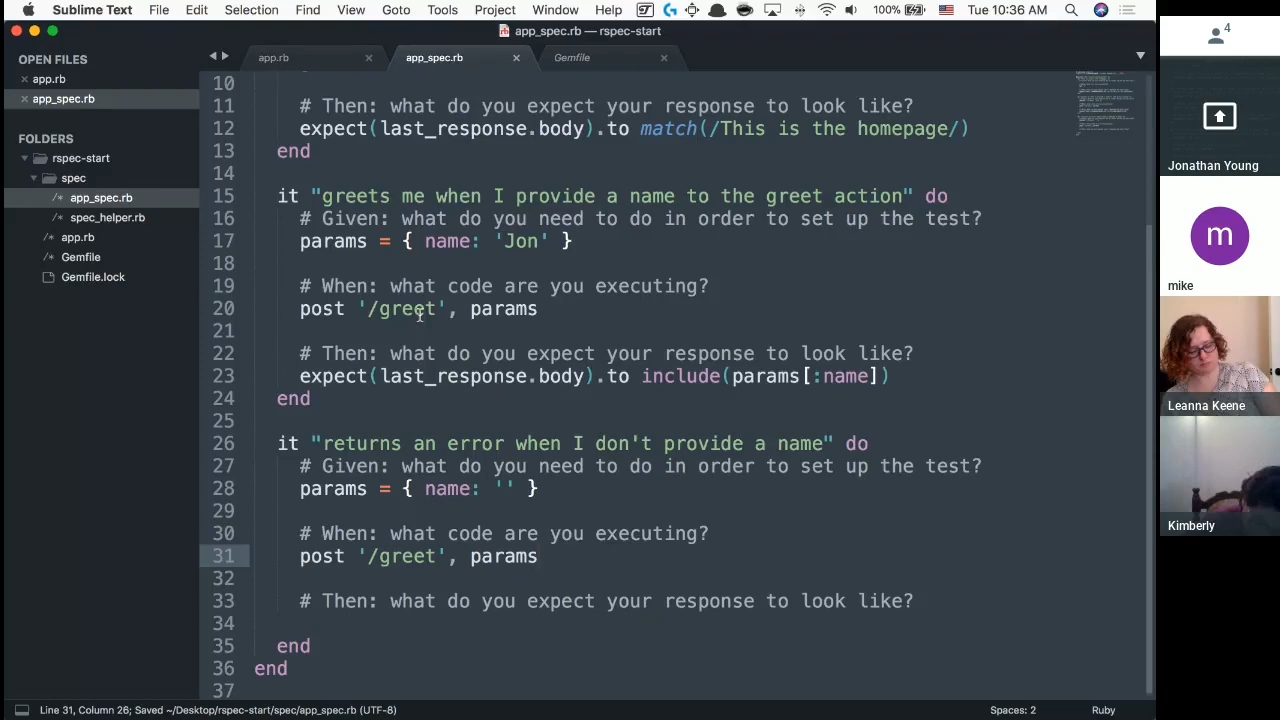 Sublime Text File Edit Selection Find View Goto Tools Project Window Help 100% Tue 10:36 AM
app_spec.rb — rspec-start
OPEN FILES
app.rb
app_spec.rb
FOLDERS
rspec-start
spec
/* app_spec.rb
/* spec_helper.rb
/* app.rb
/* Gemfile
Gemfile.lock
app.rb
app_spec.rb
Gemfile
10
11 # Then: what do you expect your response to look like?
12 expect(last_response.body).to match(/This is the homepage/)
13 end
14
15 it "greets me when I provide a name to the greet action" do
16 # Given: what do you need to do in order to set up the test?
17 params = { name: 'Jon' }
18
19 # When: what code are you executing?
20 post '/greet', params
21
22 # Then: what do you expect your response to look like?
23 expect(last_response.body).to include(params[:name])
24 end
25
26 it "returns an error when I don't provide a name" do
27 # Given: what do you need to do in order to set up the test?
28 params = { name: '' }
29
30 # When: what code are you executing?
31 post '/greet', params
32
33 # Then: what do you expect your response to look like?
34
35 end
36 end
37
Line 31, Column 26; Saved ~/Desktop/rspec-start/spec/app_spec.rb (UTF-8)
Spaces: 2
Ruby
4
Jonathan Young
m
mike
Leanna Keene
Kimberly